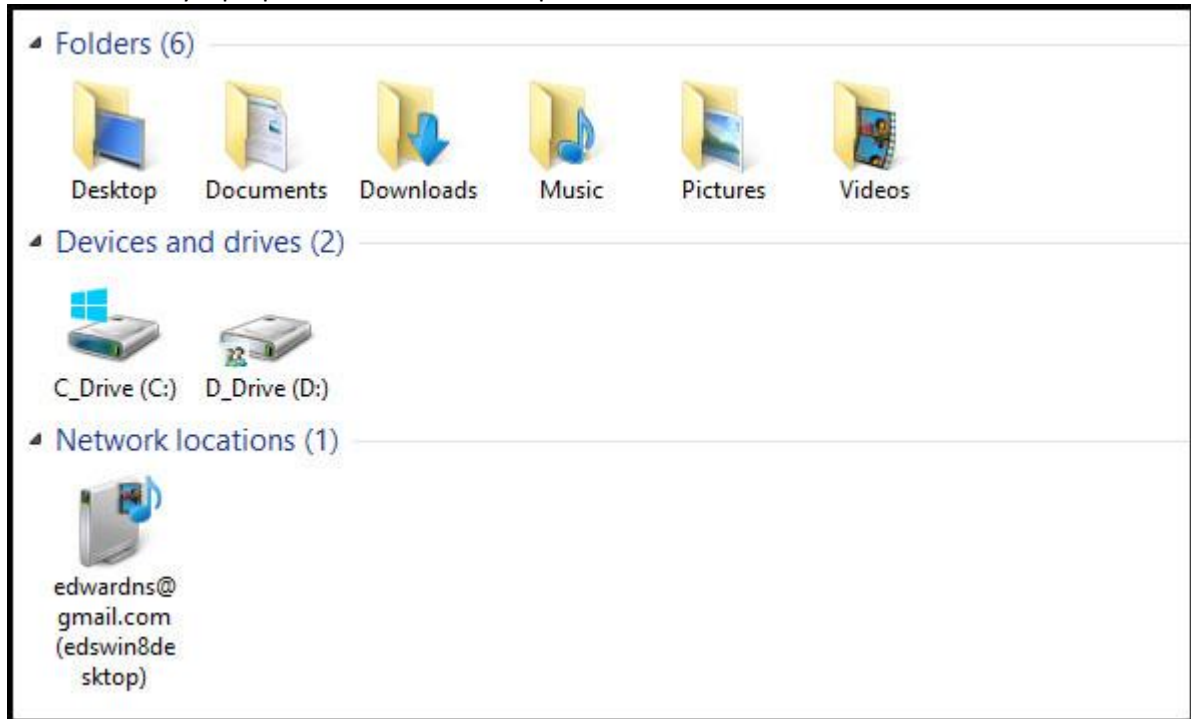 Folders (6)
Desktop Documents Downloads Music Pictures Videos
Devices and drives (2)
C_Drive (C:) D_Drive (D:)
Network locations (1)
edwardns@
gmail.com
(edswin8de
sktop)